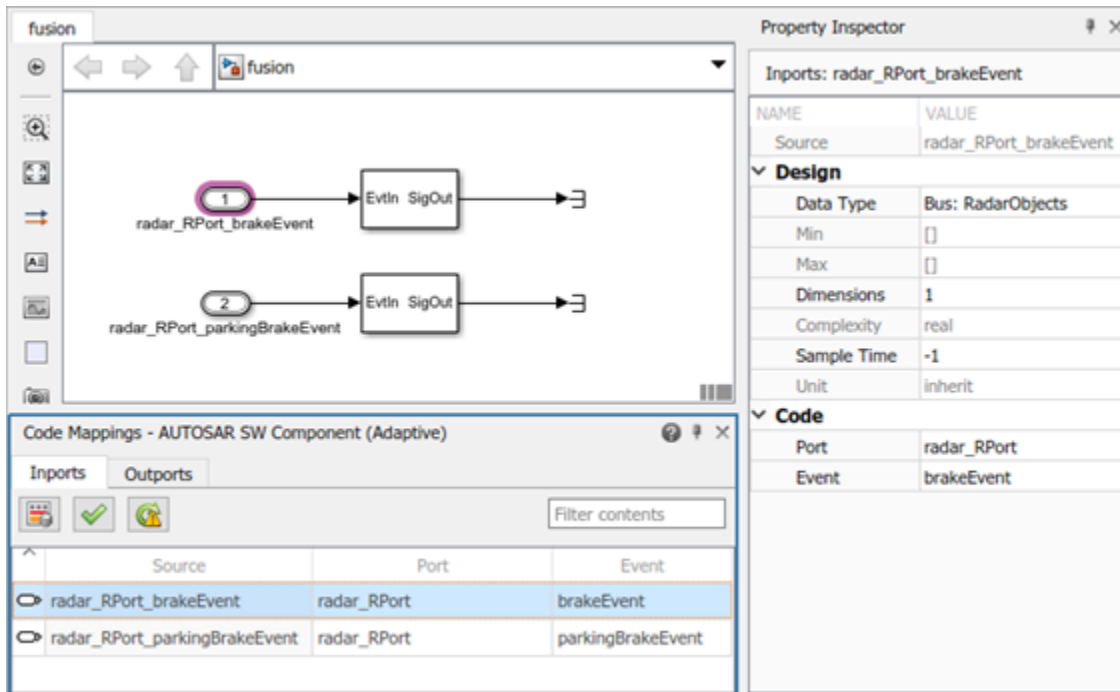 fusion
fusion
1
EvtIn SigOut
radar_RPort_brakeEvent
2
EvtIn SigOut
radar_RPort_parkingBrakeEvent
Code Mappings - AUTOSAR SW Component (Adaptive)
Inports Outports
Filter contents
Source Port Event
radar_RPort_brakeEvent radar_RPort brakeEvent
radar_RPort_parkingBrakeEvent radar_RPort parkingBrakeEvent
Property Inspector
Inports: radar_RPort_brakeEvent
NAME VALUE
Source radar_RPort_brakeEvent
Design
Data Type Bus: RadarObjects
Min []
Max []
Dimensions 1
Complexity real
Sample Time -1
Unit inherit
Code
Port radar_RPort
Event brakeEvent